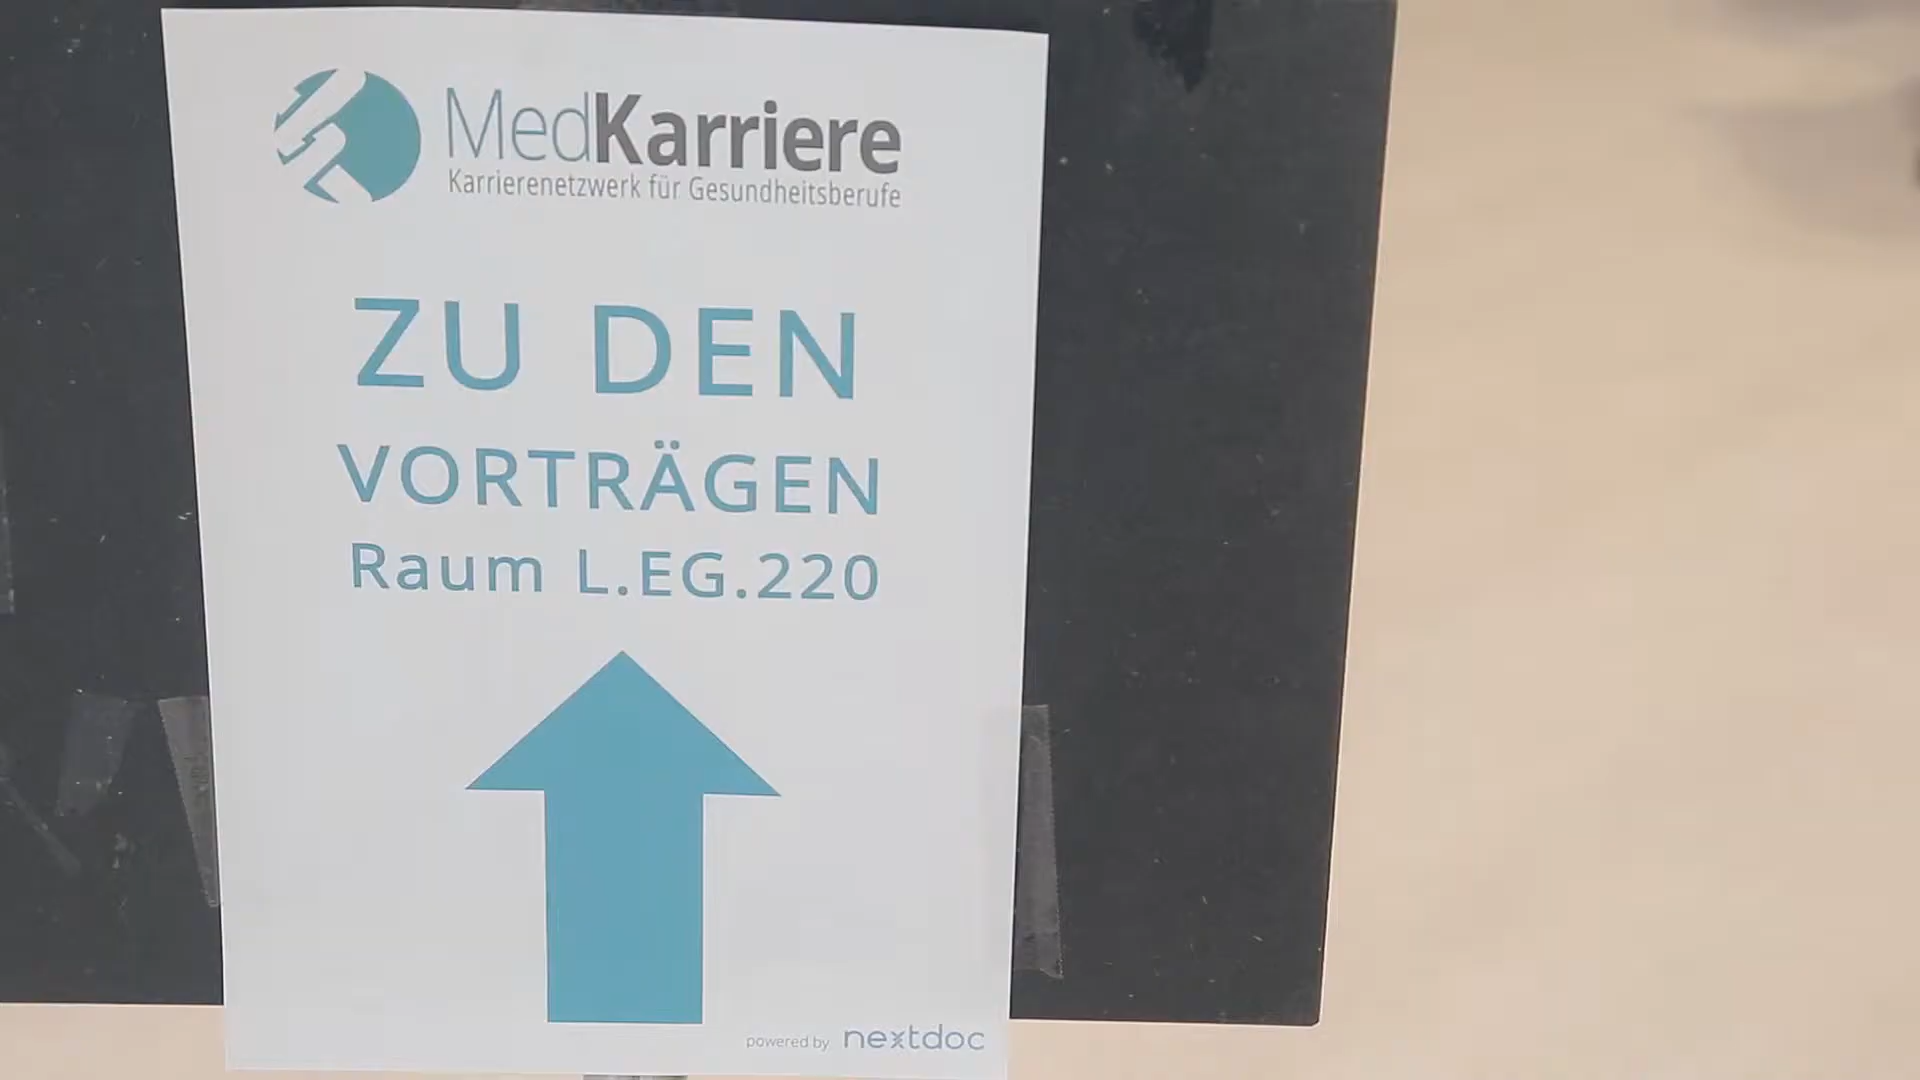 MedKarriere
Karrierenetzwerk für Gesundheitsberufe
ZU DEN
VORTRÄGEN
Raum L.EG.220
powered by nextdoc